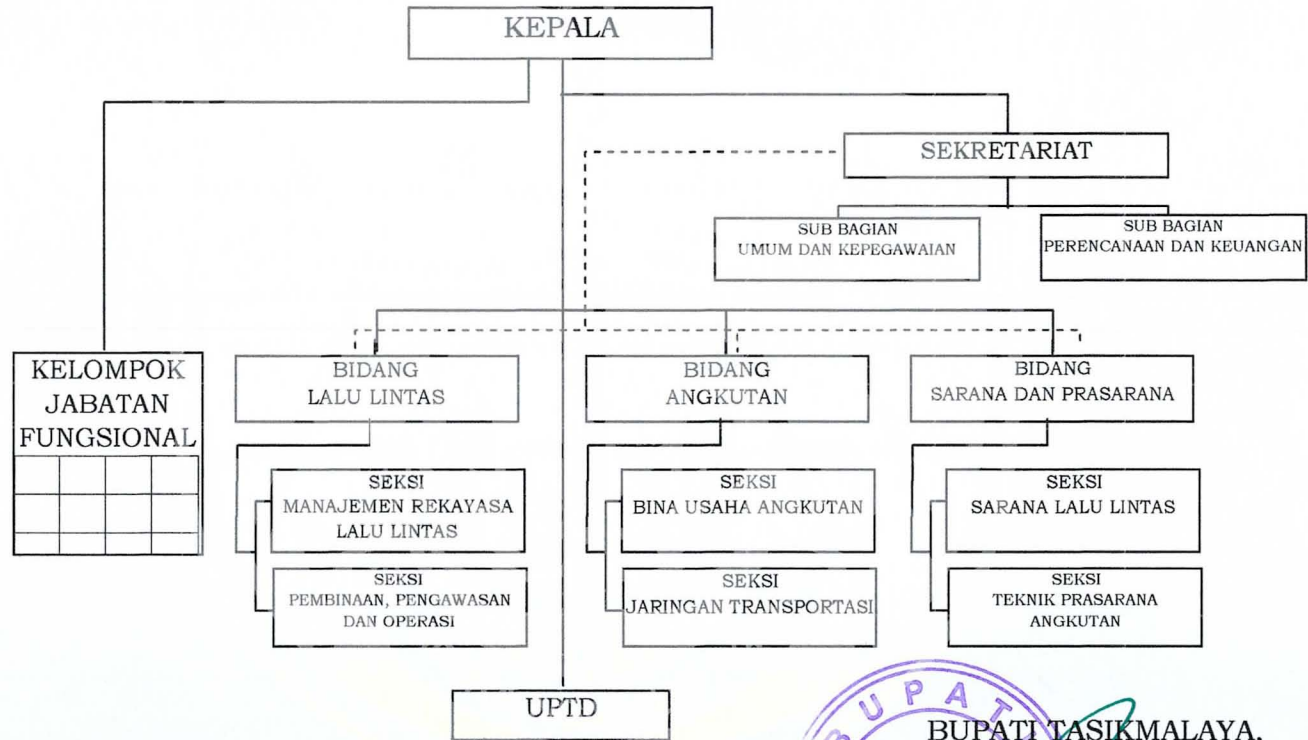 KEPALA
SEKRETARIAT
SUB BAGIAN
UMUM DAN KEPEGAWAIAN
SUB BAGIAN
PERENCANAAN DAN KEUANGAN
KELOMPOK
JABATAN
FUNGSIONAL
BIDANG
LALU LINTAS
BIDANG
ANGKUTAN
BIDANG
SARANA DAN PRASARANA
SEKSI
MANAJEMEN REKAYASA
LALU LINTAS
SEKSI
PEMBINAAN, PENGAWASAN
DAN OPERASI
SEKSI
BINA USAHA ANGKUTAN
SEKSI
JARINGAN TRANSPORTASI
SEKSI
SARANA LALU LINTAS
SEKSI
TEKNIK PRASARANA
ANGKUTAN
UPTD
BUPATI
BUPATI TASIKMALAYA,